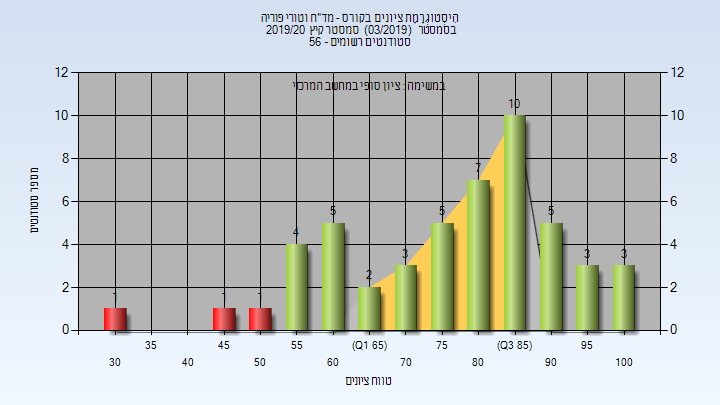 היסטוגרמת ציונים בקורס - מד"ח וטורי פוריה
בסמסטר (03/2019) סמסטר קיץ 2019/20
סטודנטים רשומים - 56
במשימה : ציון סופי במחשב המרכזי
12 12
10 10
8 8
6 6
4 4
2 2
0 0
מספר סטודנטים
1 1 1 4 5 2 3 5 7 10 5 3 3
35 45 55 (Q1 65) 75 (Q3 85) 95
30 40 50 60 70 80 90 100
טווח ציונים